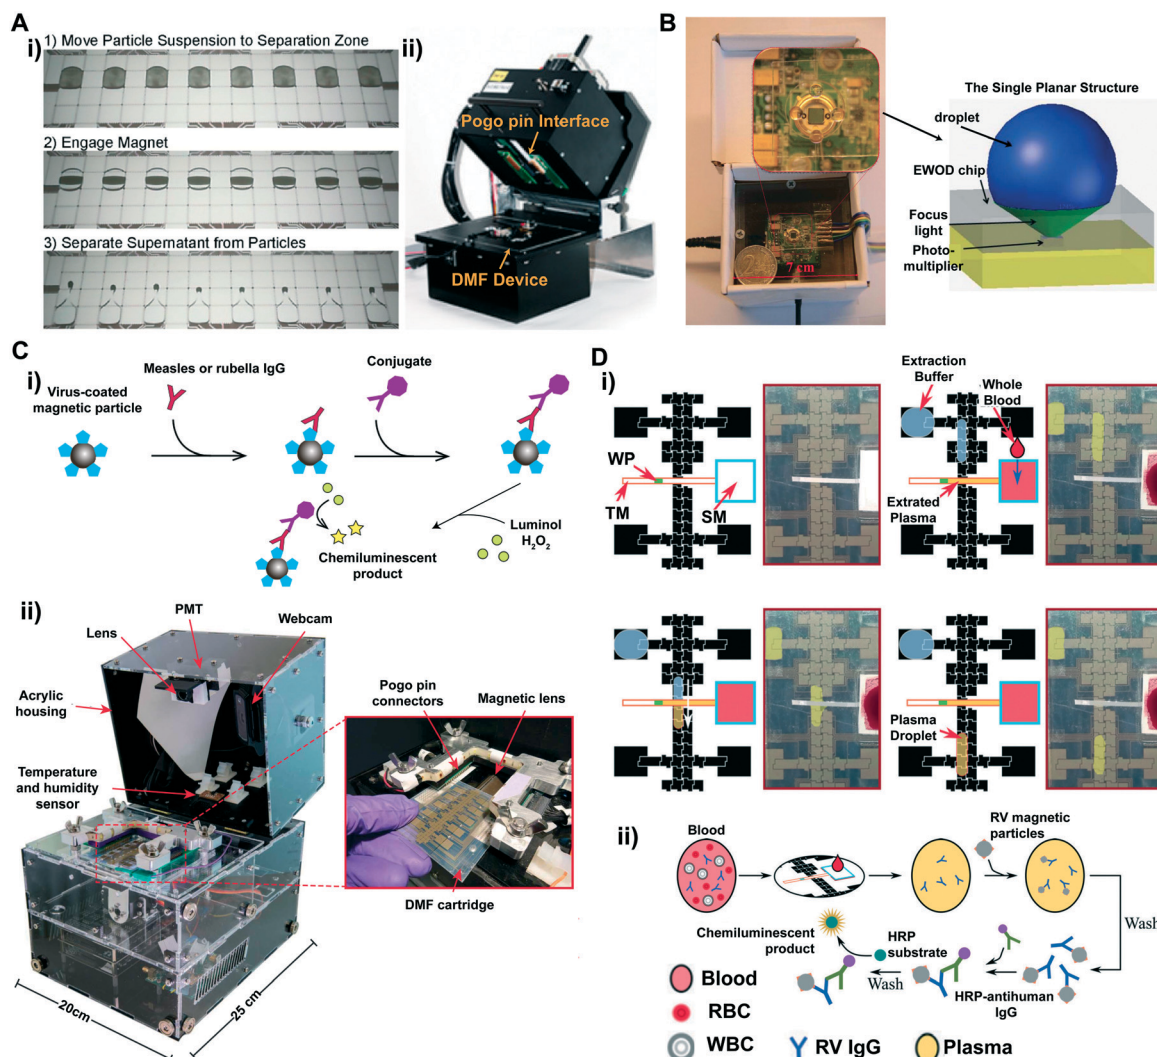 A
i)
1) Move Particle Suspension to Separation Zone
2) Engage Magnet
3) Separate Supernatant from Particles
ii)
Pogo pin Interface
DMF Device
B
7 cm
The Single Planar Structure
droplet
EWOD chip
Focus
light
Photo-
multiplier
C
i)
Virus-coated
magnetic particle
Measles or rubella IgG
Conjugate
Luminol
H2O2
Chemiluminescent
product
ii)
PMT
Lens
Webcam
Acrylic
housing
Temperature
and humidity
sensor
Pogo pin
connectors
Magnetic lens
DMF cartridge
20cm
25 cm
D
i)
WP
TM
SM
Extraction
Buffer
Whole
Blood
Extrated
Plasma
Plasma
Droplet
ii)
Blood
RV magnetic
particles
Wash
HRP-antihuman
IgG
Wash
HRP
substrate
Chemiluminescent
product
Blood
RBC
WBC
RV IgG
Plasma